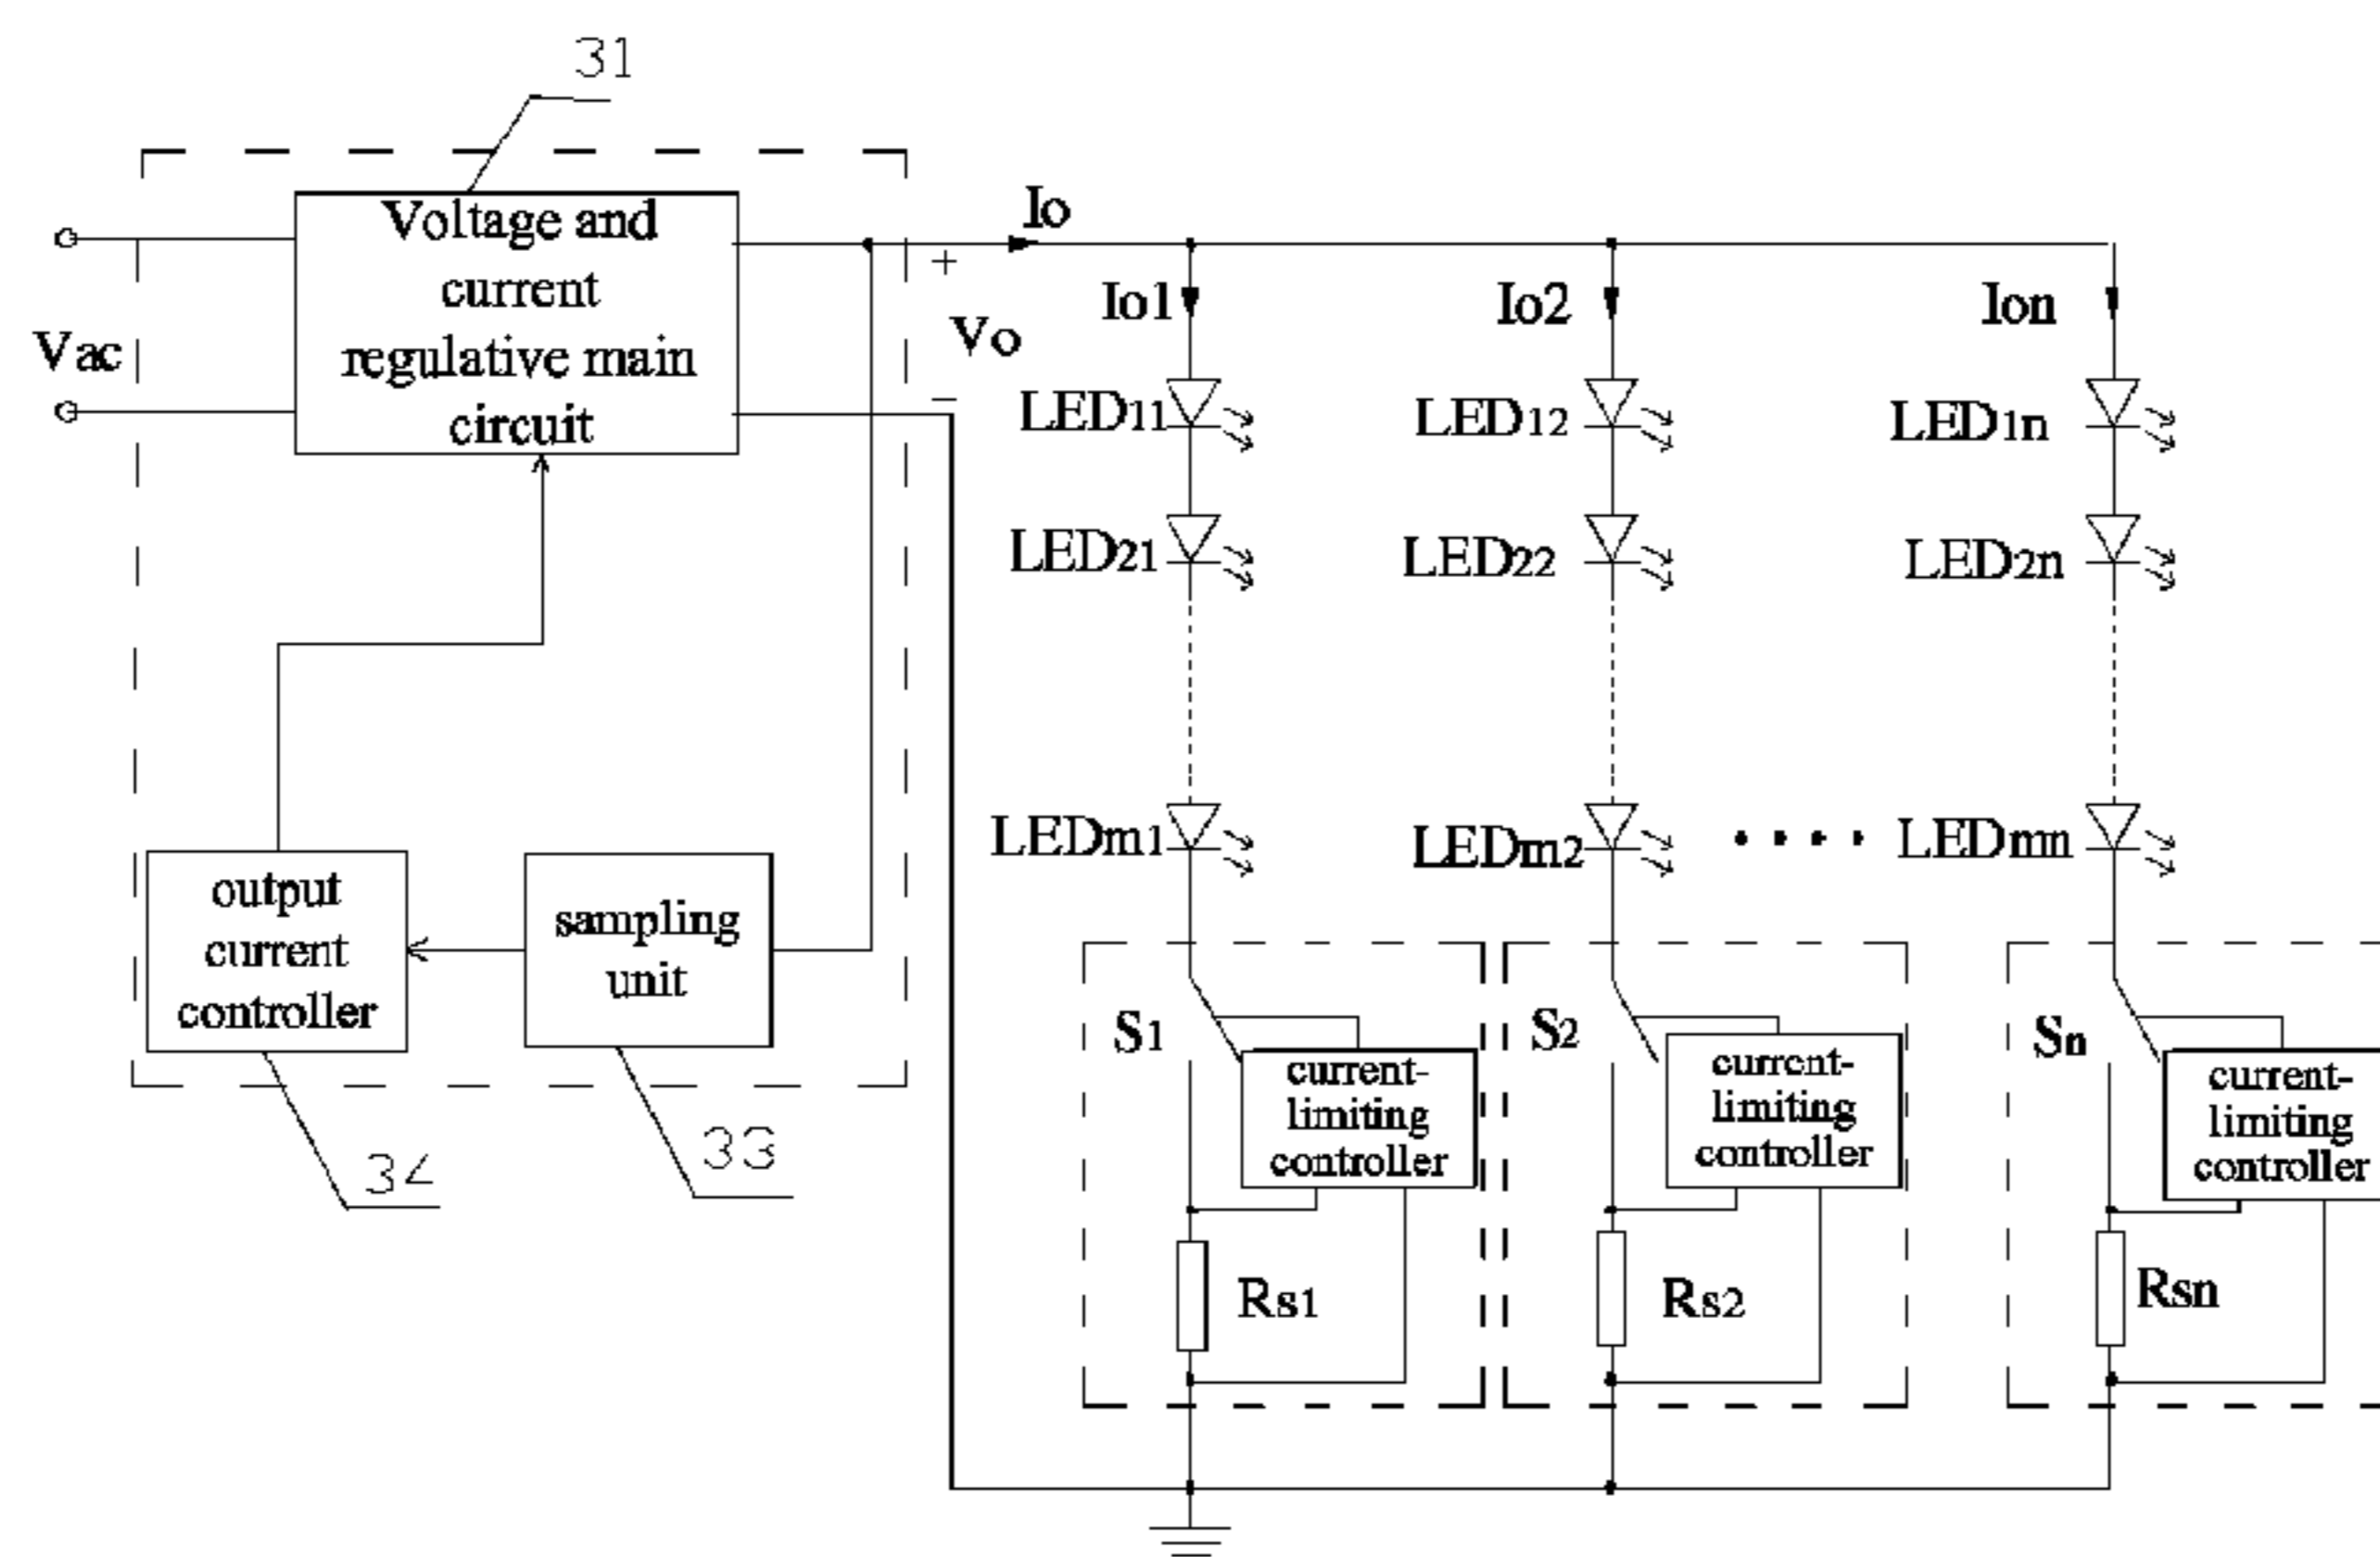 31
Voltage and
current
regulative main
circuit
Vac
Io
+
Vo
−
Io1
Io2
Ion
LED11
LED12
LED1n
LED21
LED22
LED2n
LEDm1
LEDm2
LEDmn
output
current
controller
sampling
unit
34
33
S1
current-
limiting
controller
S2
current-
limiting
controller
Sn
current-
limiting
controller
Rs1
Rs2
Rsn